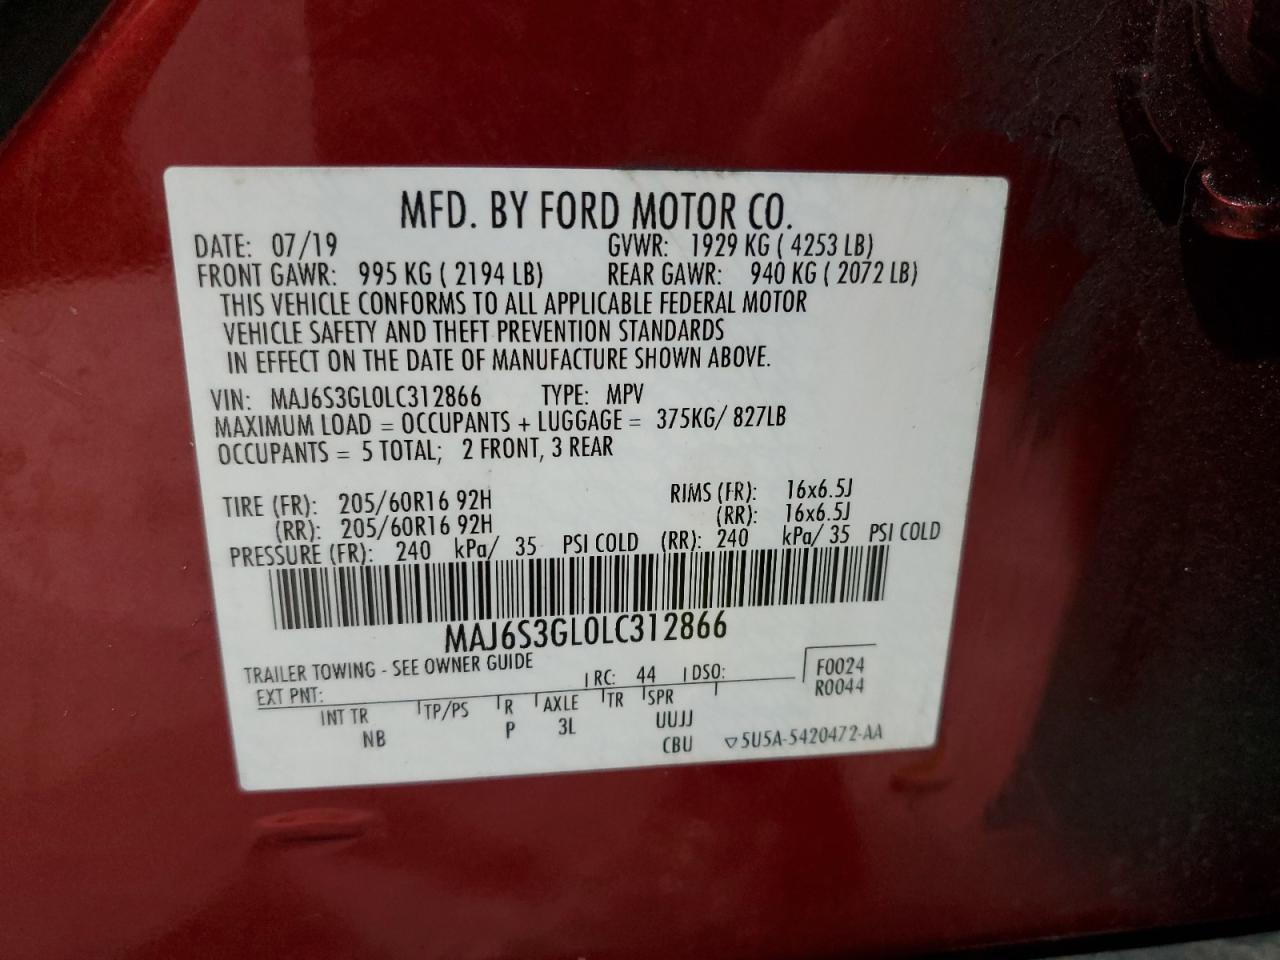 MFD. BY FORD MOTOR CO.
DATE: 07/19 GVWR: 1929 KG ( 4253 LB)
FRONT GAWR: 995 KG ( 2194 LB) REAR GAWR: 940 KG ( 2072 LB)
THIS VEHICLE CONFORMS TO ALL APPLICABLE FEDERAL MOTOR
VEHICLE SAFETY AND THEFT PREVENTION STANDARDS
IN EFFECT ON THE DATE OF MANUFACTURE SHOWN ABOVE.
VIN: MAJ6S3GL0LC312866 TYPE: MPV
MAXIMUM LOAD = OCCUPANTS + LUGGAGE = 375KG/ 827LB
OCCUPANTS = 5 TOTAL; 2 FRONT, 3 REAR
TIRE (FR): 205/60R16 92H RIMS (FR): 16x6.5J
(RR): 205/60R16 92H (RR): 16x6.5J
PRESSURE (FR): 240 kPa/ 35 PSI COLD (RR): 240 kPa/ 35 PSI COLD
MAJ6S3GL0LC312866
TRAILER TOWING - SEE OWNER GUIDE
EXT PNT: RC: 44 DSO: F0024
R0044
INT TR TP/PS R AXLE TR SPR
NB P 3L UUJJ
CBU ▽5U5A-5420472-AA